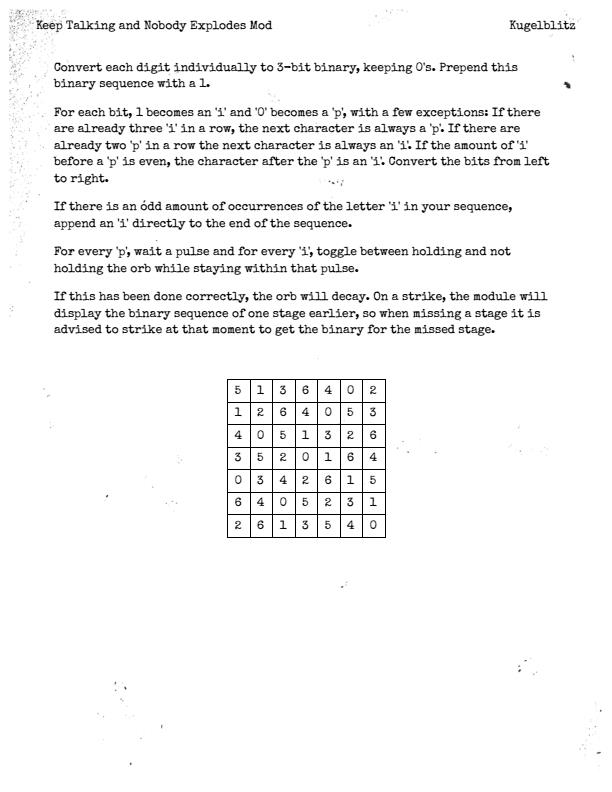 Keep Talking and Nobody Explodes Mod Kugelblitz
Convert each digit individually to 3-bit binary, keeping 0's. Prepend this
binary sequence with a 1.
For each bit, 1 becomes an 'i' and '0' becomes a 'p', with a few exceptions: If there
are already three 'i' in a row, the next character is always a 'p'. If there are
already two 'p' in a row the next character is always an 'i'. If the amount of 'i'
before a 'p' is even, the character after the 'p' is an 'i'. Convert the bits from left
to right.
If there is an odd amount of occurrences of the letter 'i' in your sequence,
append an 'i' directly to the end of the sequence.
For every 'p', wait a pulse and for every 'i', toggle between holding and not
holding the orb while staying within that pulse.
If this has been done correctly, the orb will decay. On a strike, the module will
display the binary sequence of one stage earlier, so when missing a stage it is
advised to strike at that moment to get the binary for the missed stage.
5 1 3 6 4 0 2
1 2 6 4 0 5 3
4 0 5 1 3 2 6
3 5 2 0 1 6 4
0 3 4 2 6 1 5
6 4 0 5 2 3 1
2 6 1 3 5 4 0